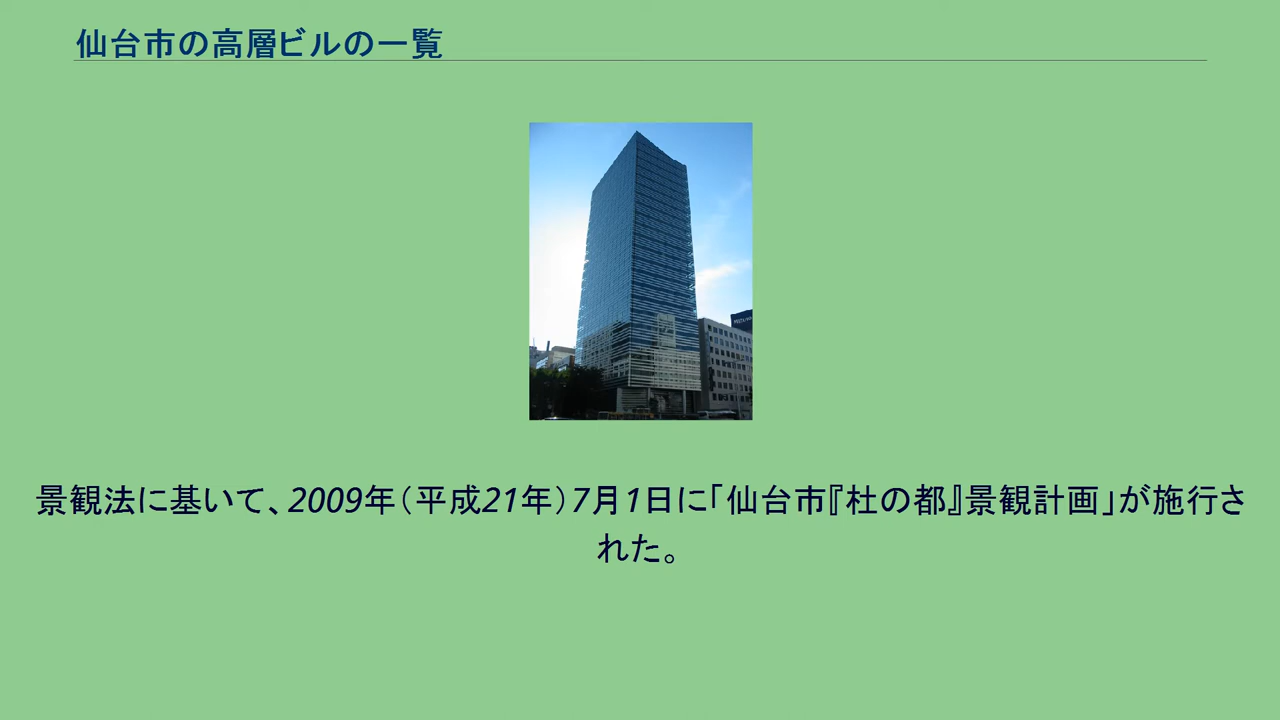 仙台市の高層ビルの一覧
景観法に基いて、2009年（平成21年）7月1日に「仙台市『杜の都』景観計画」が施行さ
れた。